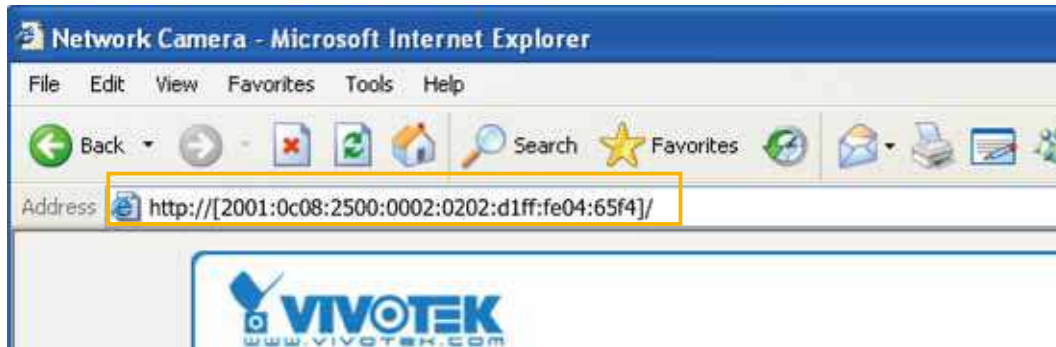 Network Camera - Microsoft Internet Explorer
File Edit View Favorites Tools Help
Back Search Favorites
Address http://[2001:0c08:2500:0002:0202:d1ff:fe04:65f4]/
VIVOTEK
www.vivotek.com